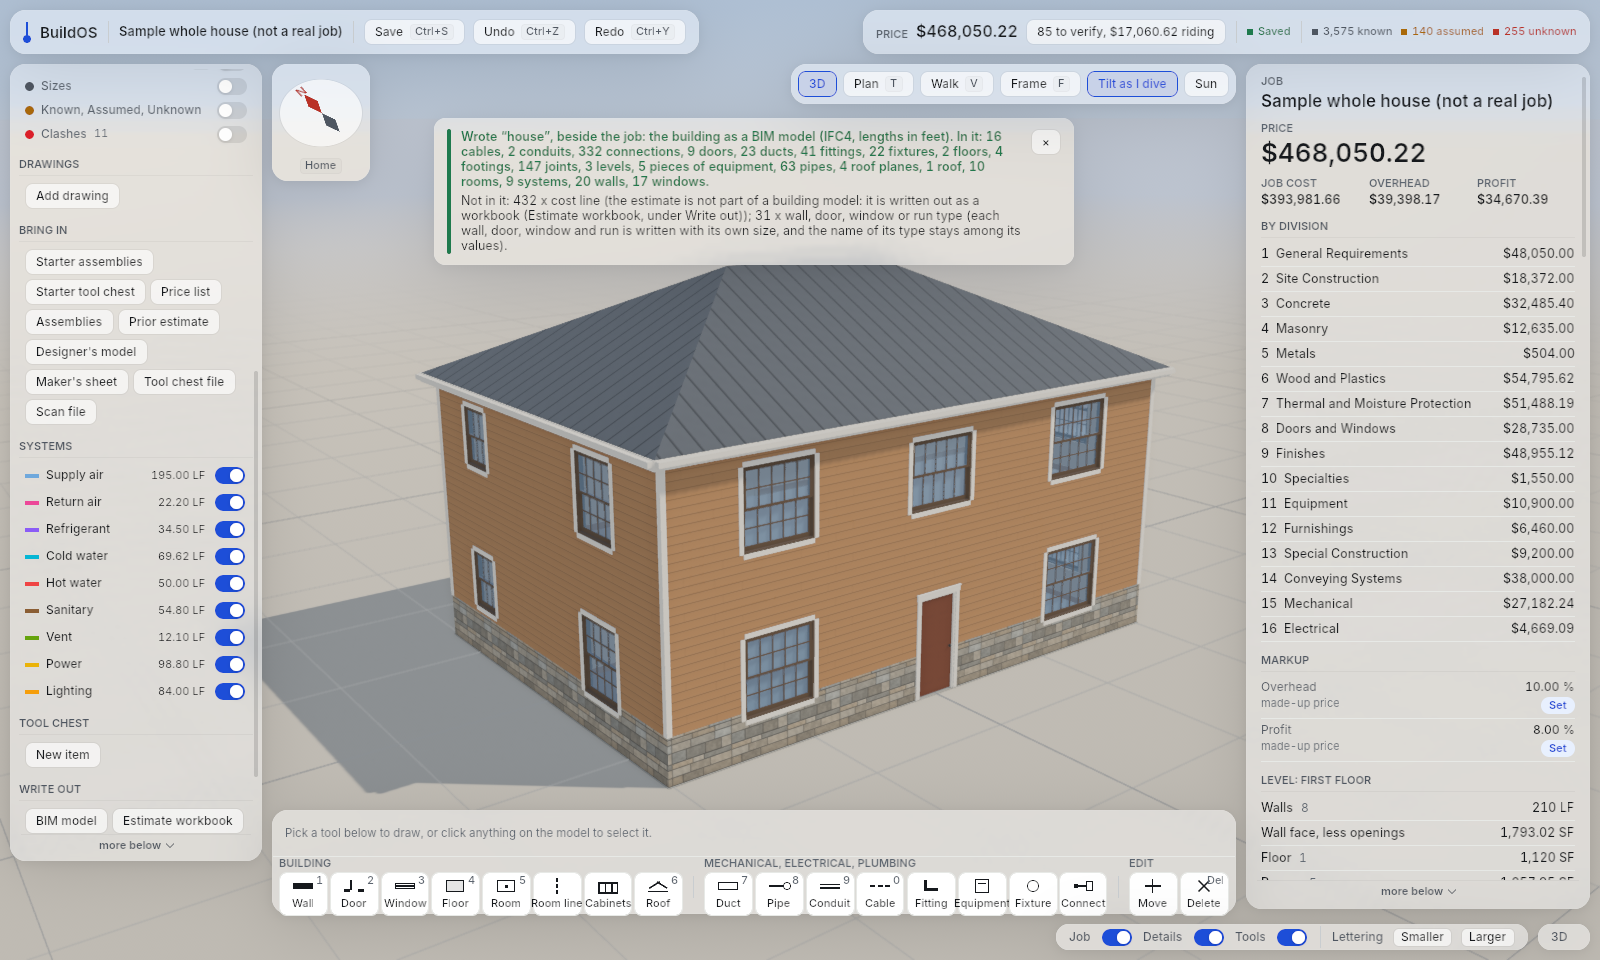 BuildOS
Sample whole house (not a real job)
Save Ctrl+S
Undo Ctrl+Z
Redo Ctrl+Y
PRICE $468,050.22
85 to verify, $17,060.62 riding
Saved
3,575 known
140 assumed
255 unknown
Sizes
Known, Assumed, Unknown
Clashes 11
DRAWINGS
Add drawing
BRING IN
Starter assemblies
Starter tool chest
Price list
Assemblies
Prior estimate
Designer's model
Maker's sheet
Tool chest file
Scan file
SYSTEMS
Supply air 195.00 LF
Return air 22.20 LF
Refrigerant 34.50 LF
Cold water 69.62 LF
Hot water 50.00 LF
Sanitary 54.80 LF
Vent 12.10 LF
Power 98.80 LF
Lighting 84.00 LF
TOOL CHEST
New item
WRITE OUT
BIM model
Estimate workbook
more below
N
Home
3D
Plan T
Walk V
Frame F
Tilt as I dive
Sun
Wrote "house", beside the job: the building as a BIM model (IFC4, lengths in feet). In it: 16
cables, 2 conduits, 332 connections, 9 doors, 23 ducts, 41 fittings, 22 fixtures, 2 floors, 4
footings, 147 joints, 3 levels, 5 pieces of equipment, 63 pipes, 4 roof planes, 1 roof, 10
rooms, 9 systems, 20 walls, 17 windows.
Not in it: 432 x cost line (the estimate is not part of a building model: it is written out as a
workbook (Estimate workbook, under Write out)); 31 x wall, door, window or run type (each
wall, door, window and run is written with its own size, and the name of its type stays among its
values).
×
Pick a tool below to draw, or click anything on the model to select it.
BUILDING
Wall 1
Door 2
Window 3
Floor 4
Room 5
Room line
Cabinets
Roof 6
MECHANICAL, ELECTRICAL, PLUMBING
Duct 7
Pipe 8
Conduit 9
Cable 0
Fitting
Equipment
Fixture
Connect
EDIT
Move
Delete Del
JOB
Sample whole house (not a real job)
PRICE
$468,050.22
JOB COST OVERHEAD PROFIT
$393,981.66 $39,398.17 $34,670.39
BY DIVISION
1 General Requirements $48,050.00
2 Site Construction $18,372.00
3 Concrete $32,485.40
4 Masonry $12,635.00
5 Metals $504.00
6 Wood and Plastics $54,795.62
7 Thermal and Moisture Protection $51,488.19
8 Doors and Windows $28,735.00
9 Finishes $48,955.12
10 Specialties $1,550.00
11 Equipment $10,900.00
12 Furnishings $6,460.00
13 Special Construction $9,200.00
14 Conveying Systems $38,000.00
15 Mechanical $27,182.24
16 Electrical $4,669.09
MARKUP
Overhead 10.00 %
made-up price Set
Profit 8.00 %
made-up price Set
LEVEL: FIRST FLOOR
Walls 8 210 LF
Wall face, less openings 1,793.02 SF
Floor 1 1,120 SF
more below
Job
Details
Tools
Lettering
Smaller
Larger
3D